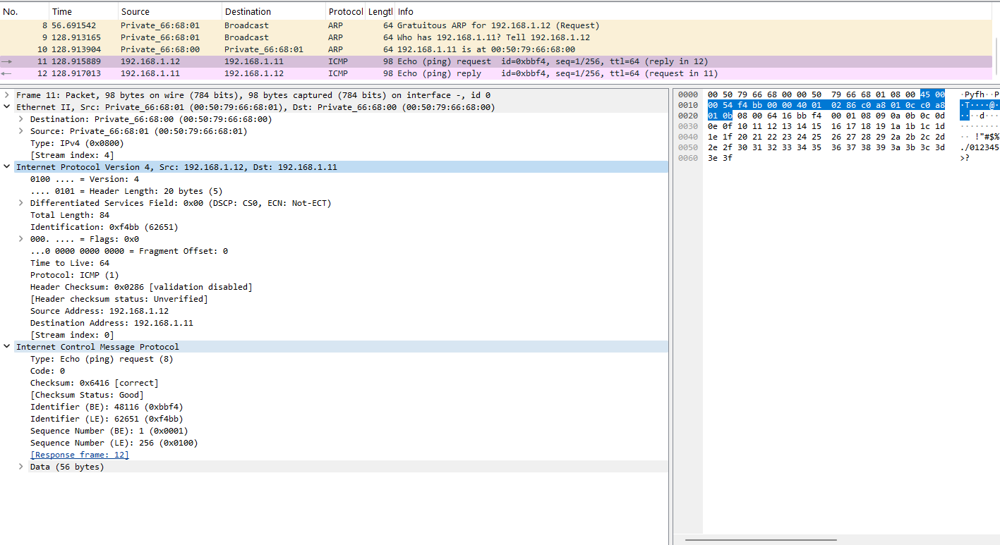 No. Time Source Destination Protocol Lengtl Info
8 56.691542 Private_66:68:01 Broadcast ARP 64 Gratuitous ARP for 192.168.1.12 (Request)
9 128.913165 Private_66:68:01 Broadcast ARP 64 Who has 192.168.1.11? Tell 192.168.1.12
10 128.913904 Private_66:68:00 Private_66:68:01 ARP 64 192.168.1.11 is at 00:50:79:66:68:00
11 128.915889 192.168.1.12 192.168.1.11 ICMP 98 Echo (ping) request id=0xbbf4, seq=1/256, ttl=64 (reply in 12)
12 128.917013 192.168.1.11 192.168.1.12 ICMP 98 Echo (ping) reply id=0xbbf4, seq=1/256, ttl=64 (request in 11)
Frame 11: Packet, 98 bytes on wire (784 bits), 98 bytes captured (784 bits) on interface -, id 0
Ethernet II, Src: Private_66:68:01 (00:50:79:66:68:01), Dst: Private_66:68:00 (00:50:79:66:68:00)
Destination: Private_66:68:00 (00:50:79:66:68:00)
Source: Private_66:68:01 (00:50:79:66:68:01)
Type: IPv4 (0x0800)
[Stream index: 4]
Internet Protocol Version 4, Src: 192.168.1.12, Dst: 192.168.1.11
0100 .... = Version: 4
.... 0101 = Header Length: 20 bytes (5)
Differentiated Services Field: 0x00 (DSCP: CS0, ECN: Not-ECT)
Total Length: 84
Identification: 0xf4bb (62651)
000. .... = Flags: 0x0
...0 0000 0000 0000 = Fragment Offset: 0
Time to Live: 64
Protocol: ICMP (1)
Header Checksum: 0x0286 [validation disabled]
[Header checksum status: Unverified]
Source Address: 192.168.1.12
Destination Address: 192.168.1.11
[Stream index: 0]
Internet Control Message Protocol
Type: Echo (ping) request (8)
Code: 0
Checksum: 0x6416 [correct]
[Checksum Status: Good]
Identifier (BE): 48116 (0xbbf4)
Identifier (LE): 62651 (0xf4bb)
Sequence Number (BE): 1 (0x0001)
Sequence Number (LE): 256 (0x0100)
[Response frame: 12]
Data (56 bytes)
0000 00 50 79 66 68 00 00 50 79 66 68 01 08 00 45 00 ·Pyfh··P
0010 00 54 f4 bb 00 00 40 01 02 86 c0 a8 01 0c c0 a8 ·T····@·
0020 01 0b 08 00 64 16 bb f4 00 01 08 09 0a 0b 0c 0d ····d···
0030 0e 0f 10 11 12 13 14 15 16 17 18 19 1a 1b 1c 1d ········
0040 1e 1f 20 21 22 23 24 25 26 27 28 29 2a 2b 2c 2d ·· !"#$%
0050 2e 2f 30 31 32 33 34 35 36 37 38 39 3a 3b 3c 3d ./012345
0060 3e 3f >?